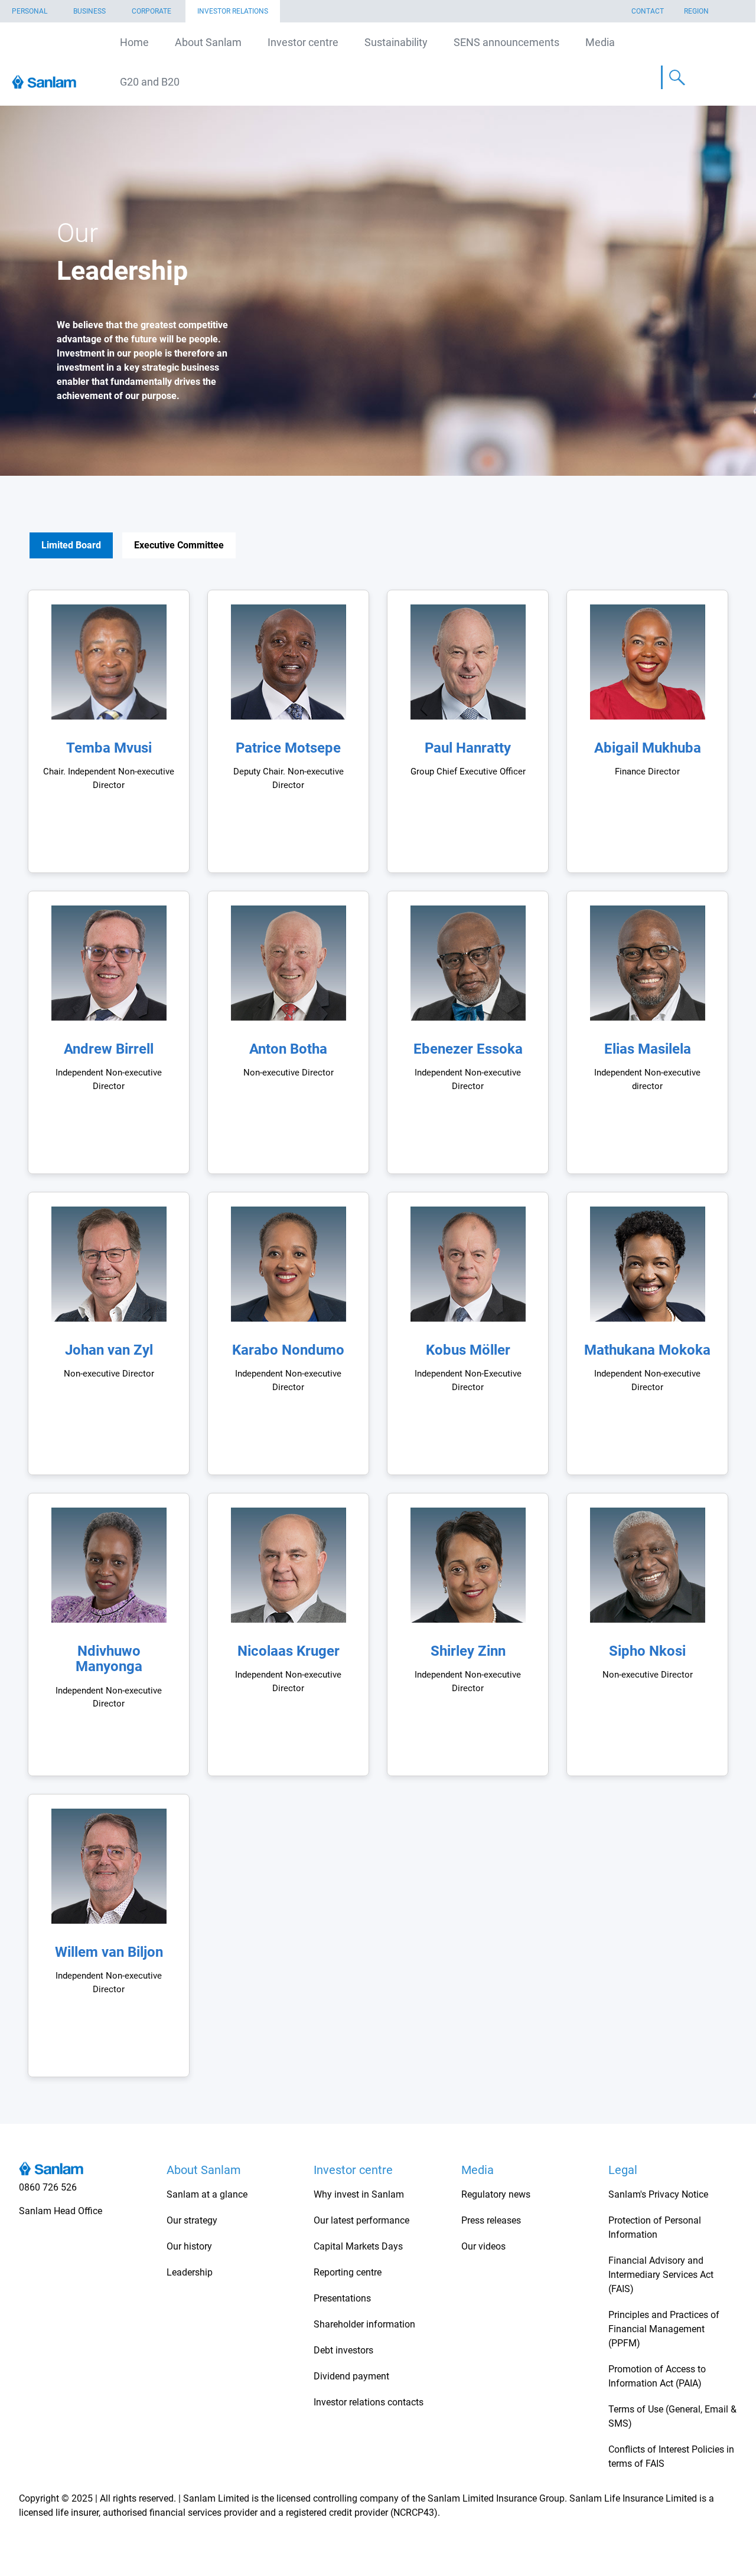 PERSONAL BUSINESS CORPORATE INVESTOR RELATIONS CONTACT REGION
Home About Sanlam Investor centre Sustainability SENS announcements Media
Sanlam
G20 and B20
Our
Leadership
We believe that the greatest competitive
advantage of the future will be people.
Investment in our people is therefore an
investment in a key strategic business
enabler that fundamentally drives the
achievement of our purpose.
Limited Board Executive Committee
Temba Mvusi
Chair. Independent Non-executive
Director
Patrice Motsepe
Deputy Chair. Non-executive
Director
Paul Hanratty
Group Chief Executive Officer
Abigail Mukhuba
Finance Director
Andrew Birrell
Independent Non-executive
Director
Anton Botha
Non-executive Director
Ebenezer Essoka
Independent Non-executive
Director
Elias Masilela
Independent Non-executive
director
Johan van Zyl
Non-executive Director
Karabo Nondumo
Independent Non-executive
Director
Kobus Möller
Independent Non-Executive
Director
Mathukana Mokoka
Independent Non-executive
Director
Ndivhuwo
Manyonga
Independent Non-executive
Director
Nicolaas Kruger
Independent Non-executive
Director
Shirley Zinn
Independent Non-executive
Director
Sipho Nkosi
Non-executive Director
Willem van Biljon
Independent Non-executive
Director
Sanlam
0860 726 526
Sanlam Head Office
About Sanlam
Sanlam at a glance
Our strategy
Our history
Leadership
Investor centre
Why invest in Sanlam
Our latest performance
Capital Markets Days
Reporting centre
Presentations
Shareholder information
Debt investors
Dividend payment
Investor relations contacts
Media
Regulatory news
Press releases
Our videos
Legal
Sanlam's Privacy Notice
Protection of Personal
Information
Financial Advisory and
Intermediary Services Act
(FAIS)
Principles and Practices of
Financial Management
(PPFM)
Promotion of Access to
Information Act (PAIA)
Terms of Use (General, Email &
SMS)
Conflicts of Interest Policies in
terms of FAIS
Copyright © 2025 | All rights reserved. | Sanlam Limited is the licensed controlling company of the Sanlam Limited Insurance Group. Sanlam Life Insurance Limited is a
licensed life insurer, authorised financial services provider and a registered credit provider (NCRCP43).